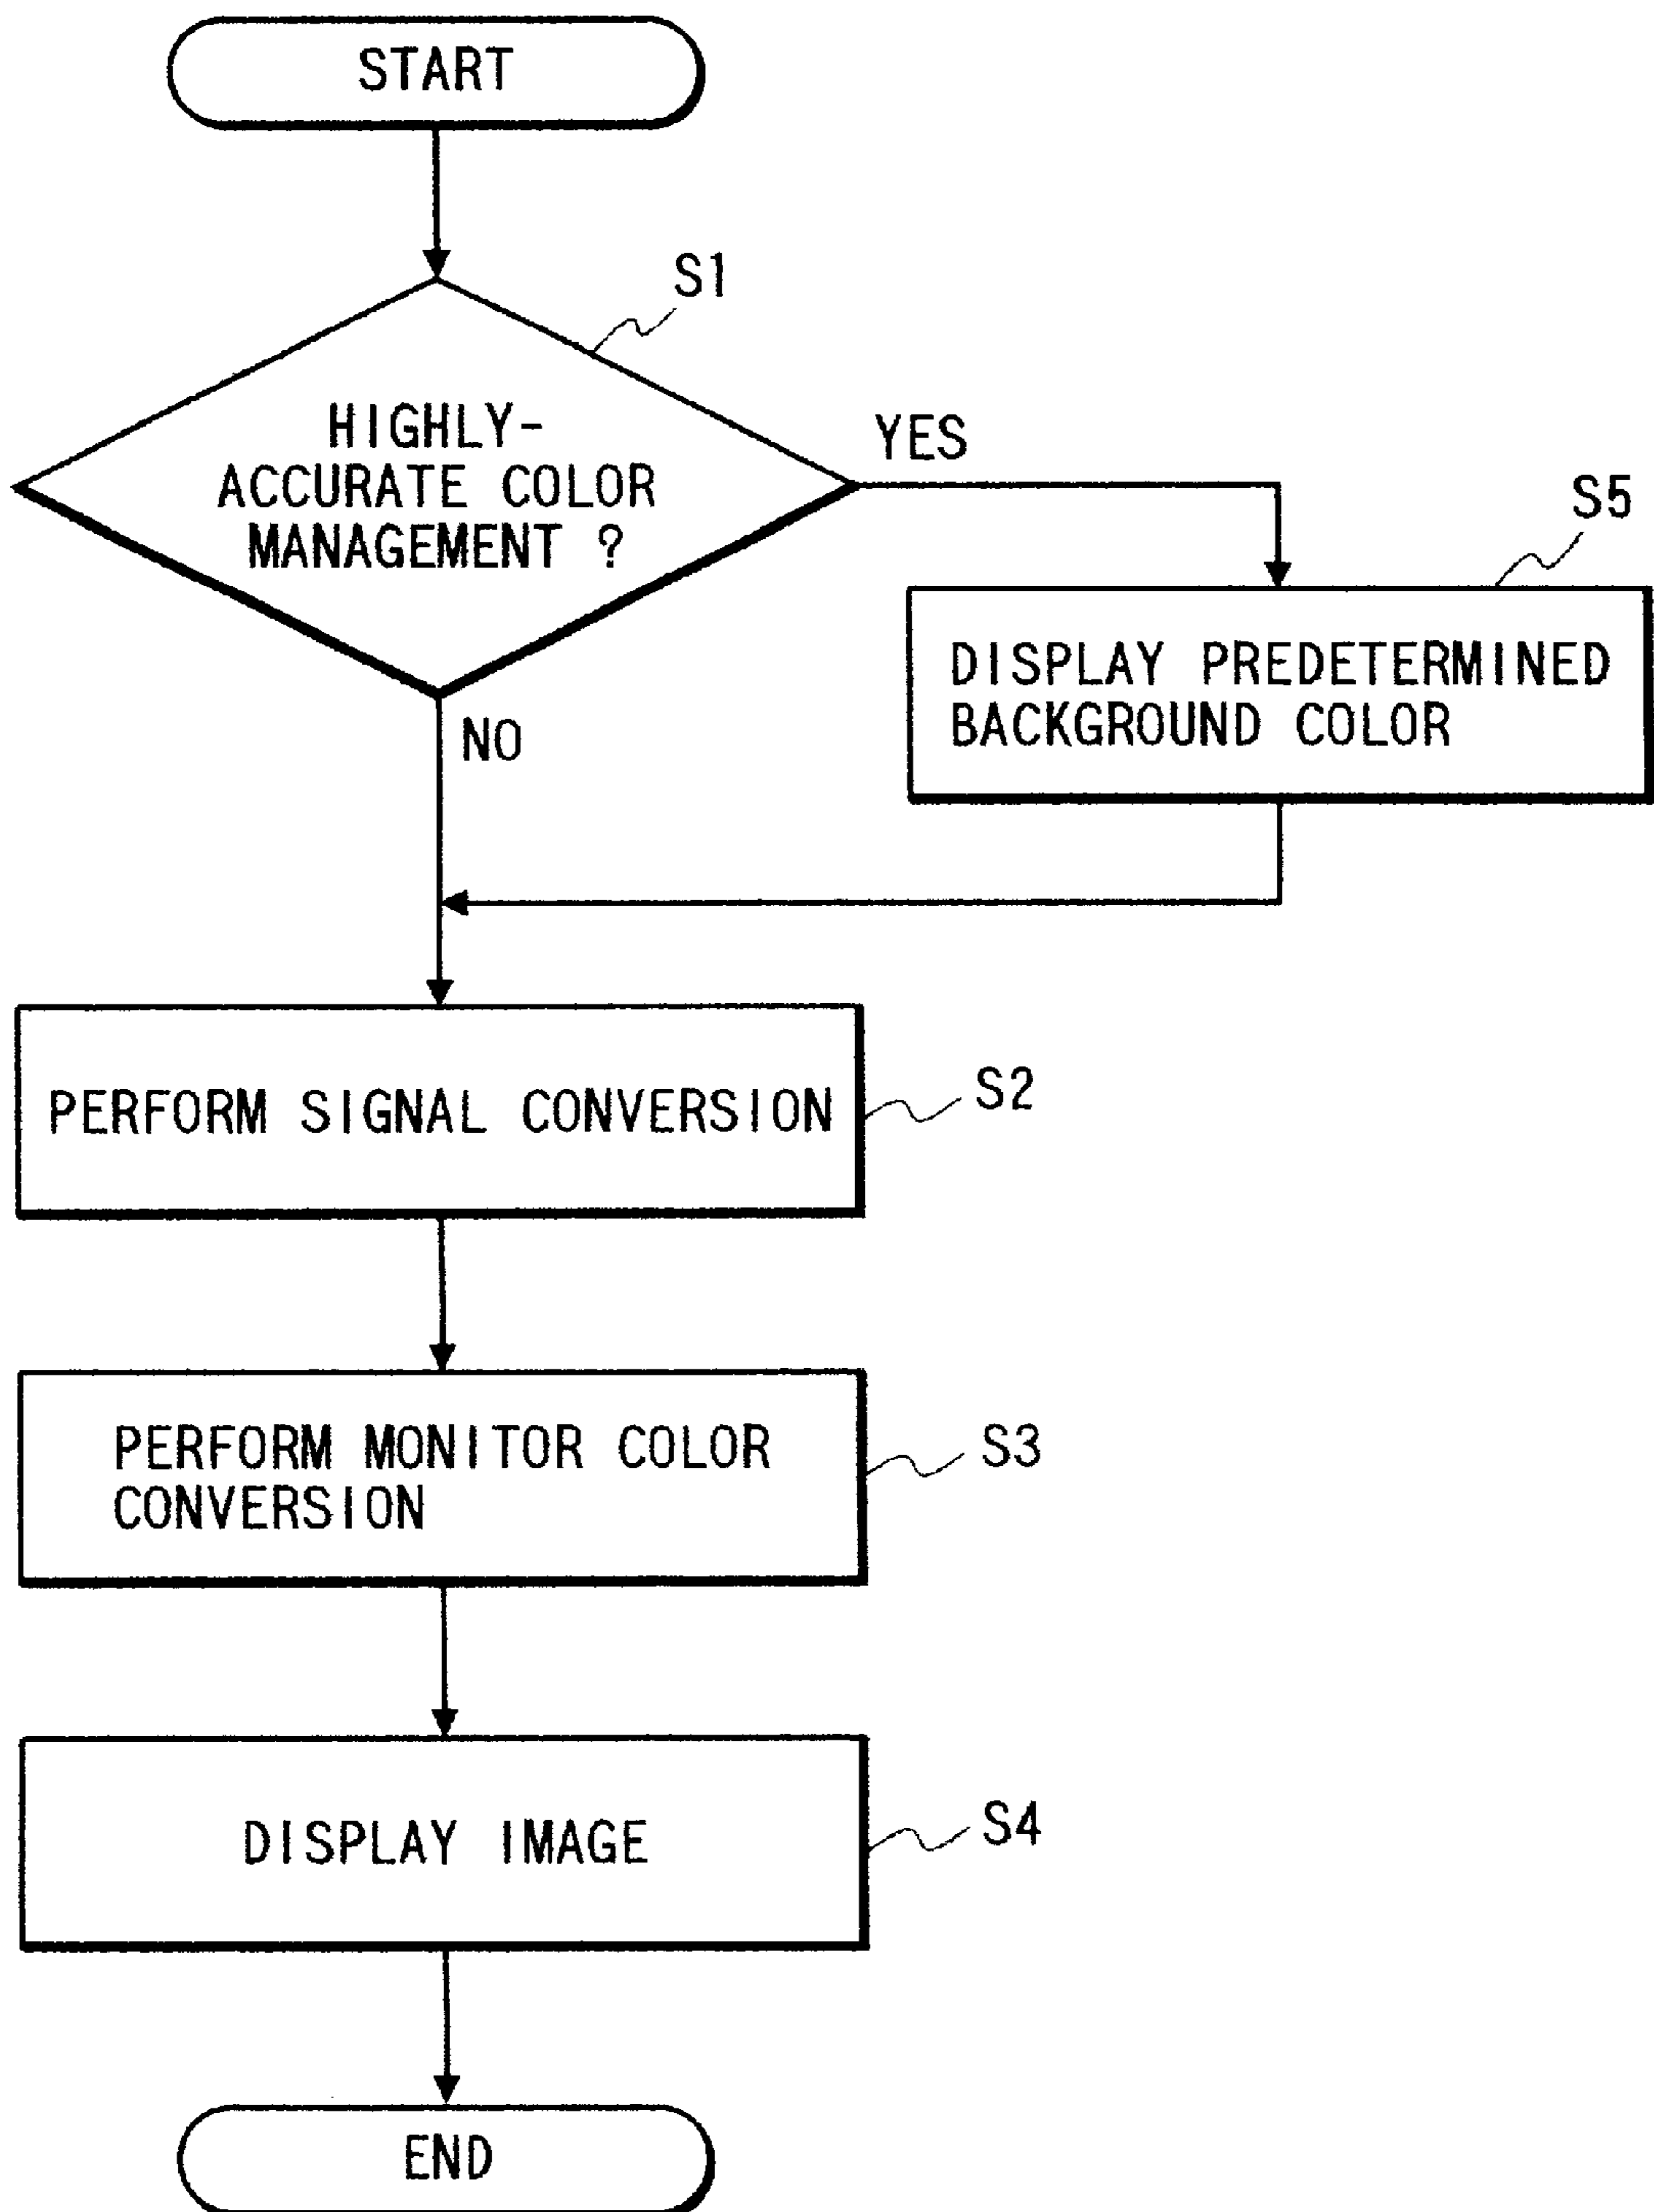 START
S1
HIGHLY-
ACCURATE COLOR
MANAGEMENT ?
YES
S5
DISPLAY PREDETERMINED
BACKGROUND COLOR
NO
PERFORM SIGNAL CONVERSION
S2
PERFORM MONITOR COLOR
CONVERSION
S3
DISPLAY IMAGE
S4
END